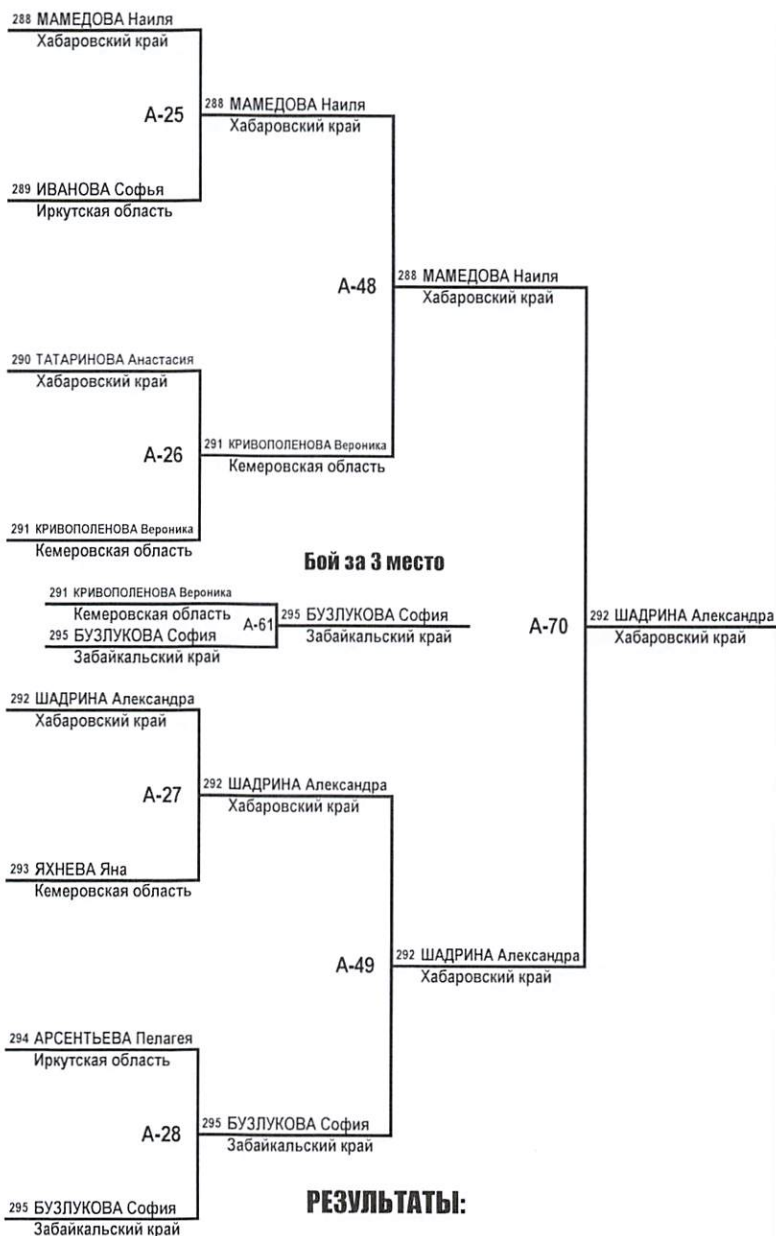 288 МАМЕДОВА Наиля
Хабаровский край
А-25
288 МАМЕДОВА Наиля
Хабаровский край
289 ИВАНОВА Софья
Иркутская область
А-48
288 МАМЕДОВА Наиля
Хабаровский край
290 ТАТАРИНОВА Анастасия
Хабаровский край
А-26
291 КРИВОПОЛЕНОВА Вероника
Кемеровская область
291 КРИВОПОЛЕНОВА Вероника
Кемеровская область
Бой за 3 место
291 КРИВОПОЛЕНОВА Вероника
Кемеровская область
295 БУЗЛУКОВА София
Забайкальский край
А-61
295 БУЗЛУКОВА София
Забайкальский край
А-70
292 ШАДРИНА Александра
Хабаровский край
292 ШАДРИНА Александра
Хабаровский край
А-27
292 ШАДРИНА Александра
Хабаровский край
293 ЯХНЕВА Яна
Кемеровская область
А-49
292 ШАДРИНА Александра
Хабаровский край
294 АРСЕНТЬЕВА Пелагея
Иркутская область
А-28
295 БУЗЛУКОВА София
Забайкальский край
295 БУЗЛУКОВА София
Забайкальский край
РЕЗУЛЬТАТЫ: